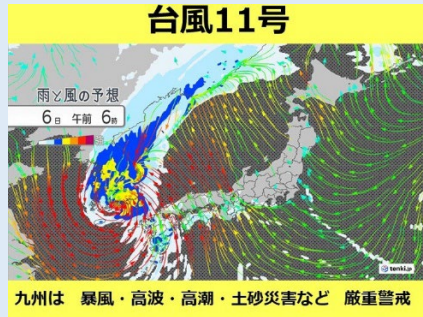 台風11号
雨と風の予想
6日 午前 6時
tenki.jp
九州は 暴風・高波・高潮・土砂災害など 厳重警戒